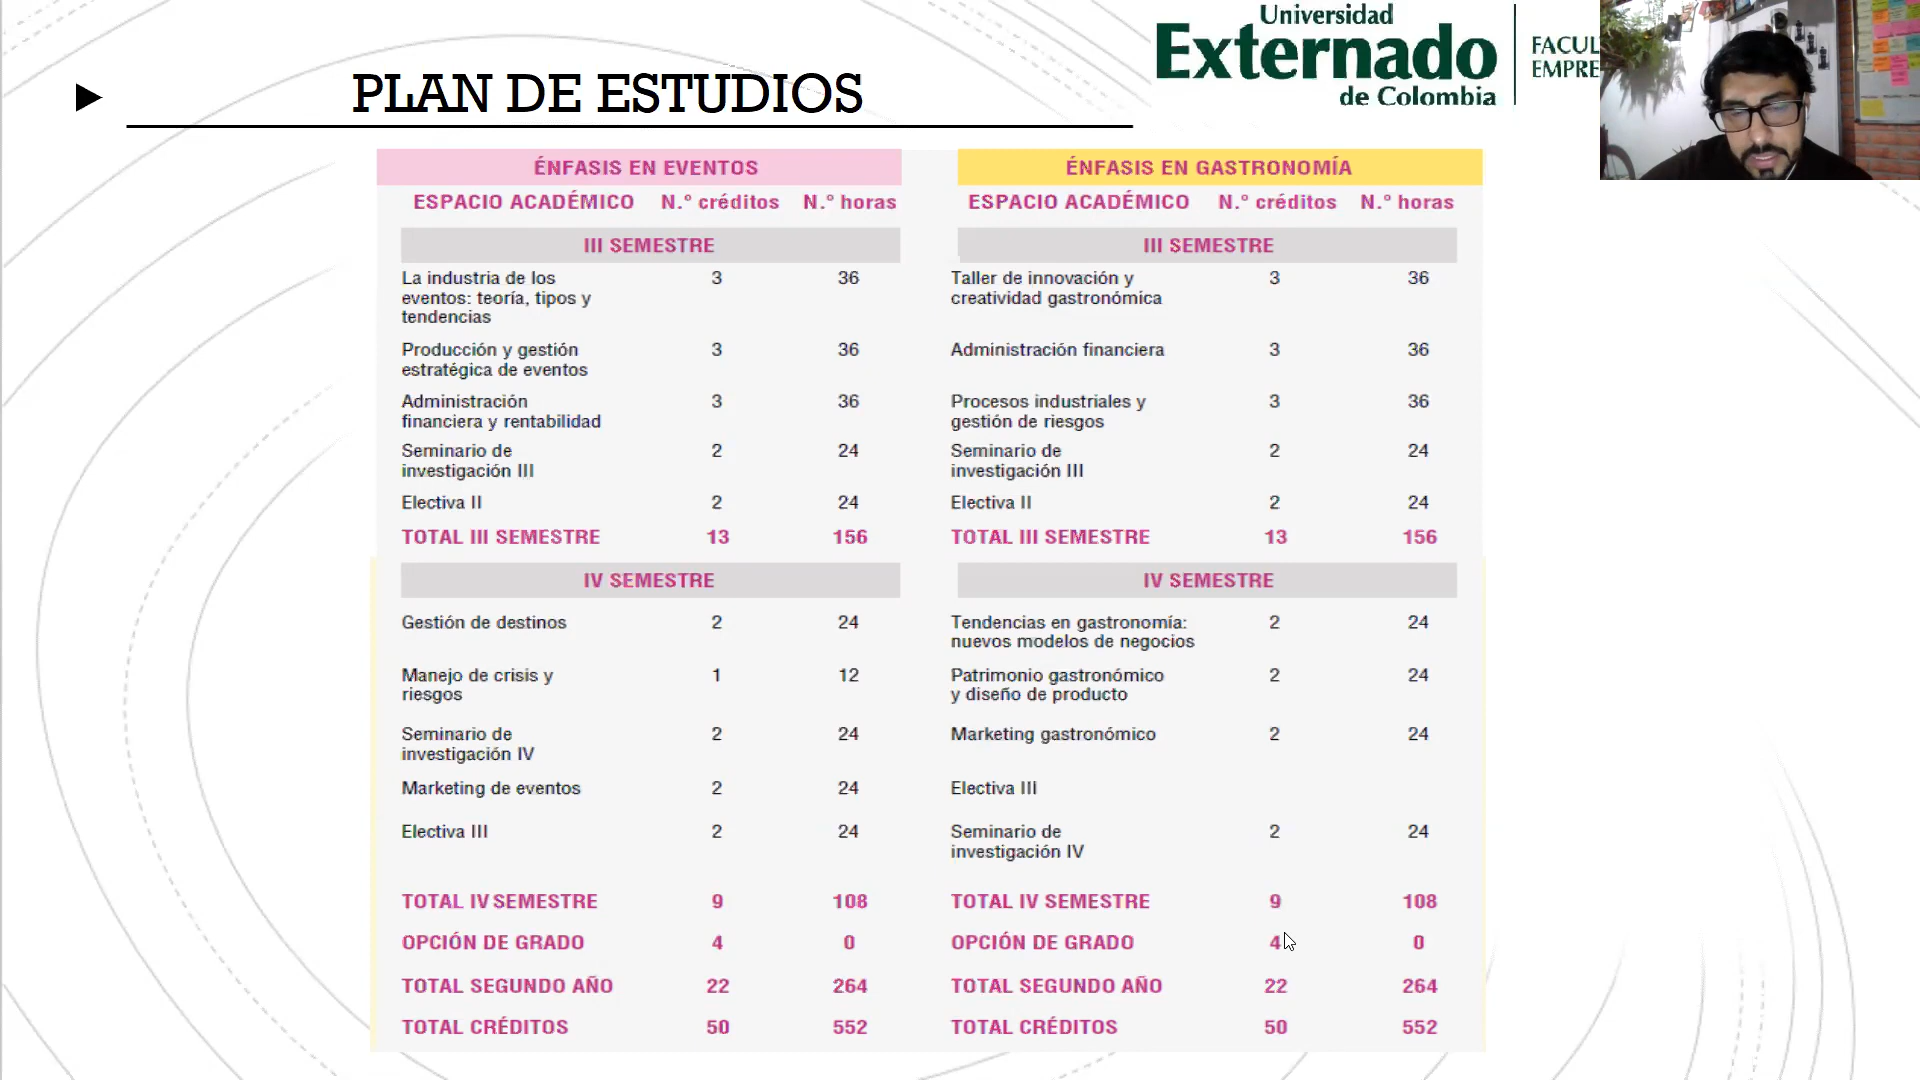 Universidad
Externado
de Colombia
FACUL
EMPRE
PLAN DE ESTUDIOS
ÉNFASIS EN EVENTOS
ESPACIO ACADÉMICO N.° créditos N.° horas
III SEMESTRE
La industria de los 3 36
eventos: teoría, tipos y
tendencias
Producción y gestión 3 36
estratégica de eventos
Administración 3 36
financiera y rentabilidad
Seminario de 2 24
investigación III
Electiva II 2 24
TOTAL III SEMESTRE 13 156
IV SEMESTRE
Gestión de destinos 2 24
Manejo de crisis y 1 12
riesgos
Seminario de 2 24
investigación IV
Marketing de eventos 2 24
Electiva III 2 24
TOTAL IV SEMESTRE 9 108
OPCIÓN DE GRADO 4 0
TOTAL SEGUNDO AÑO 22 264
TOTAL CRÉDITOS 50 552
ÉNFASIS EN GASTRONOMÍA
ESPACIO ACADÉMICO N.° créditos N.° horas
III SEMESTRE
Taller de innovación y 3 36
creatividad gastronómica
Administración financiera 3 36
Procesos industriales y 3 36
gestión de riesgos
Seminario de 2 24
investigación III
Electiva II 2 24
TOTAL III SEMESTRE 13 156
IV SEMESTRE
Tendencias en gastronomía: 2 24
nuevos modelos de negocios
Patrimonio gastronómico 2 24
y diseño de producto
Marketing gastronómico 2 24
Electiva III
Seminario de 2 24
investigación IV
TOTAL IV SEMESTRE 9 108
OPCIÓN DE GRADO 4 0
TOTAL SEGUNDO AÑO 22 264
TOTAL CRÉDITOS 50 552